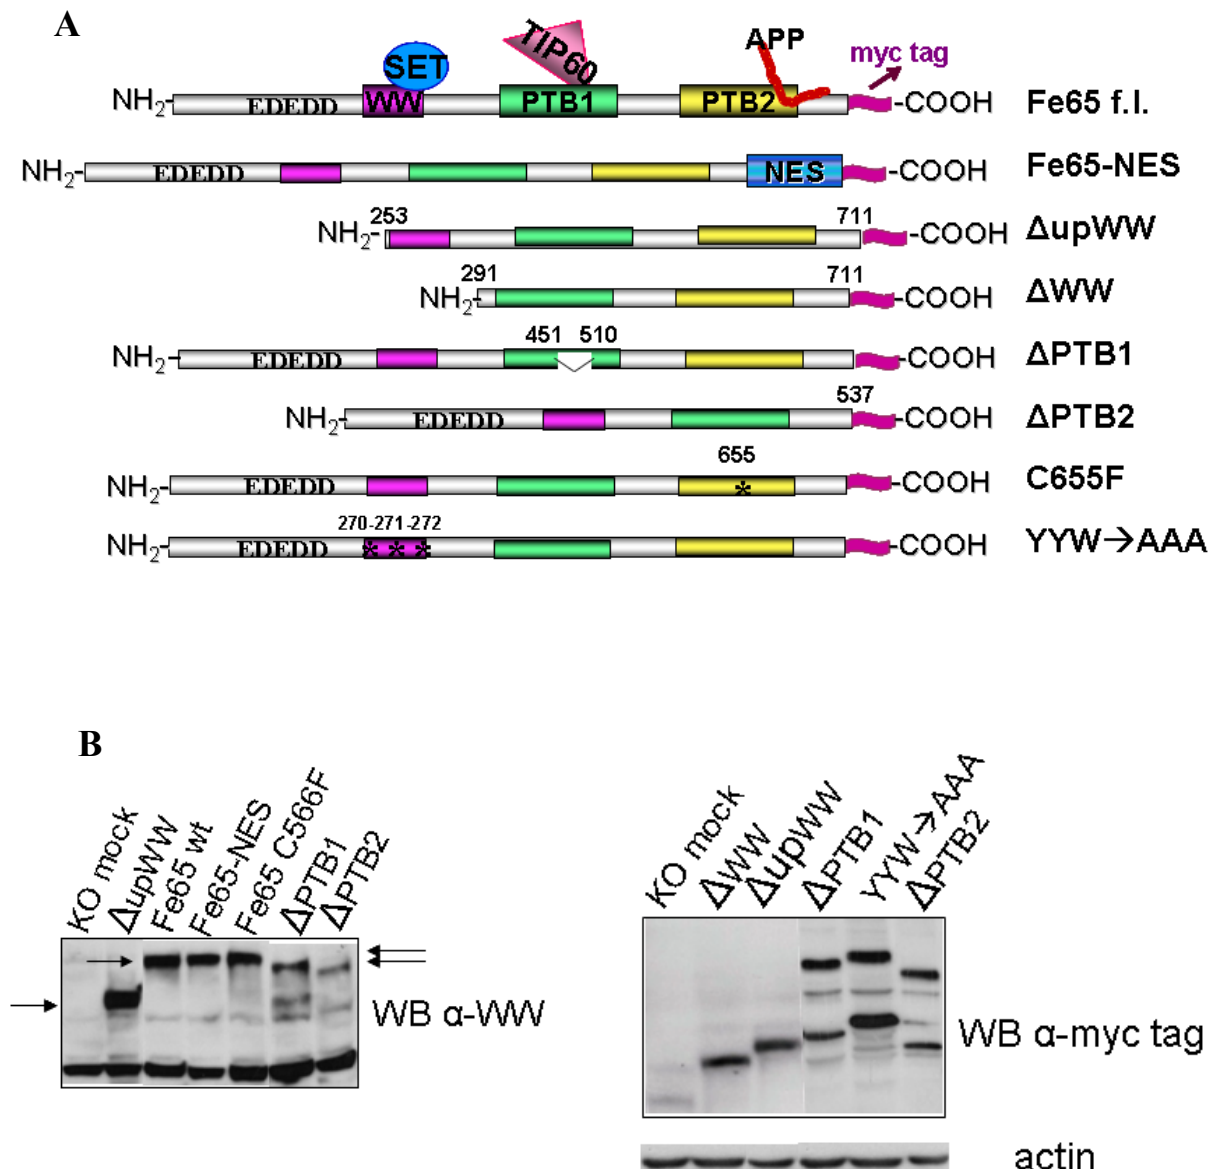 A
SET
TIP60
APP
myc tag
NH2- EDEDD WW PTB1 PTB2 -COOH Fe65 f.l.
NH2- EDEDD NES -COOH Fe65-NES
253 711
NH2- -COOH ΔupWW
291 711
NH2- -COOH ΔWW
451 510
NH2- EDEDD -COOH ΔPTB1
537
NH2- EDEDD -COOH ΔPTB2
655
NH2- EDEDD * -COOH C655F
270-271-272
NH2- EDEDD * * * -COOH YYW→AAA
B
KO mock
ΔupWW
Fe65 wt
Fe65-NES
Fe65 C566F
ΔPTB1
ΔPTB2
WB α-WW
KO mock
ΔWW
ΔupWW
ΔPTB1
YYW→AAA
ΔPTB2
WB α-myc tag
actin